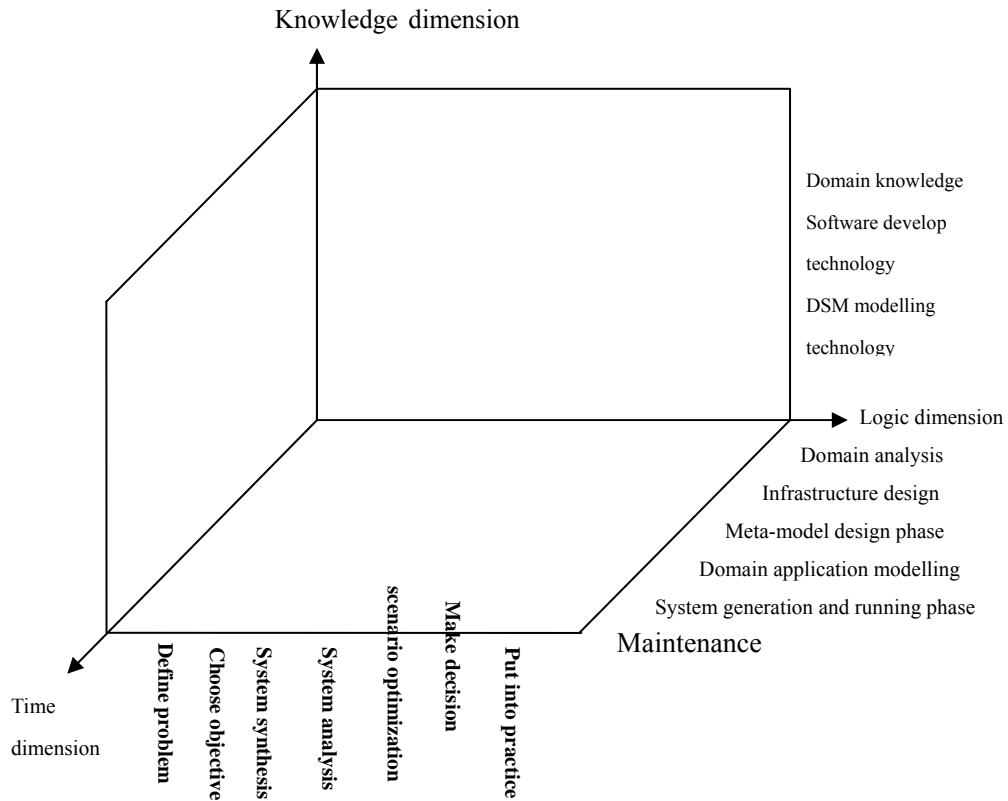 Knowledge dimension
Domain knowledge
Software develop
technology
DSM modelling
technology
Logic dimension
Domain analysis
Infrastructure design
Meta-model design phase
Domain application modelling
System generation and running phase
Maintenance
Time
dimension
Define problem
Choose objective
System synthesis
System analysis
scenario optimization
Make decision
Put into practice